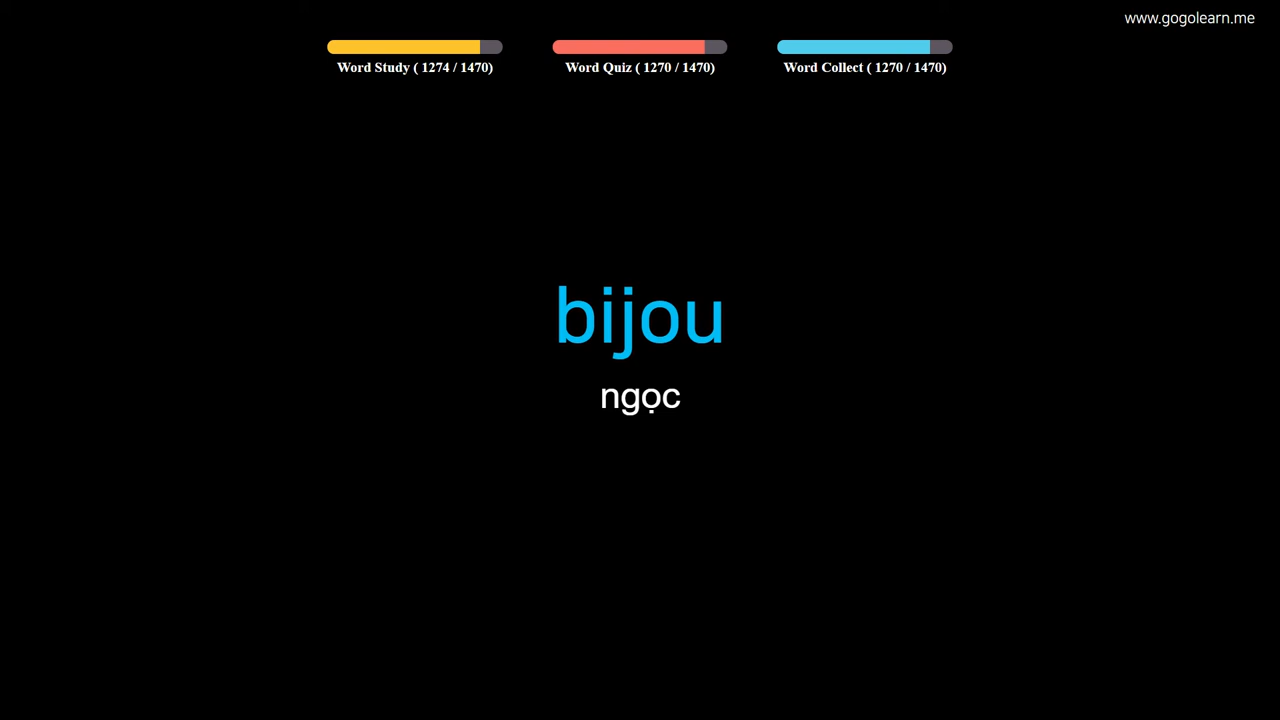 www.gogolearn.me
Word Study ( 1274 / 1470)
Word Quiz ( 1270 / 1470)
Word Collect ( 1270 / 1470)
bijou
ngọc